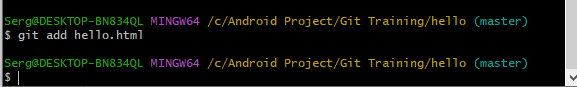 Serg@DESKTOP-BN834QL MINGW64 /c/Android Project/Git Training/hello (master)
$ git add hello.html
Serg@DESKTOP-BN834QL MINGW64 /c/Android Project/Git Training/hello (master)
$